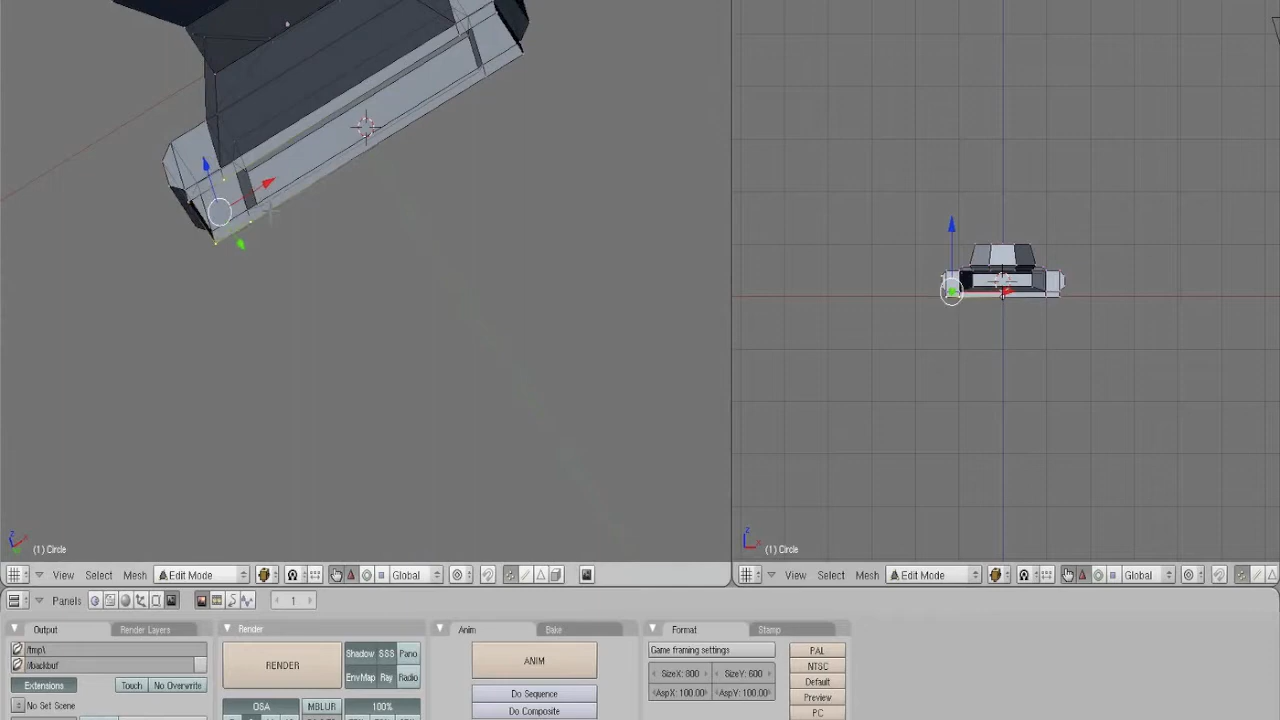 (1) Circle
(1) Circle
View Select Mesh Edit Mode Global
View Select Mesh Edit Mode Global
Panels 1
Output Render Layers Render Anim Bake Format Stamp
/tmp\
//backbuf
Extensions Touch No Overwrite
No Set Scene
RENDER
Shadow SSS Pano
EnvMap Ray Radio
OSA MBLUR 100%
ANIM
Do Sequence
Do Composite
Game framing settings
SizeX: 800 SizeY: 600
AspX: 100.00 AspY: 100.00
PAL
NTSC
Default
Preview
PC